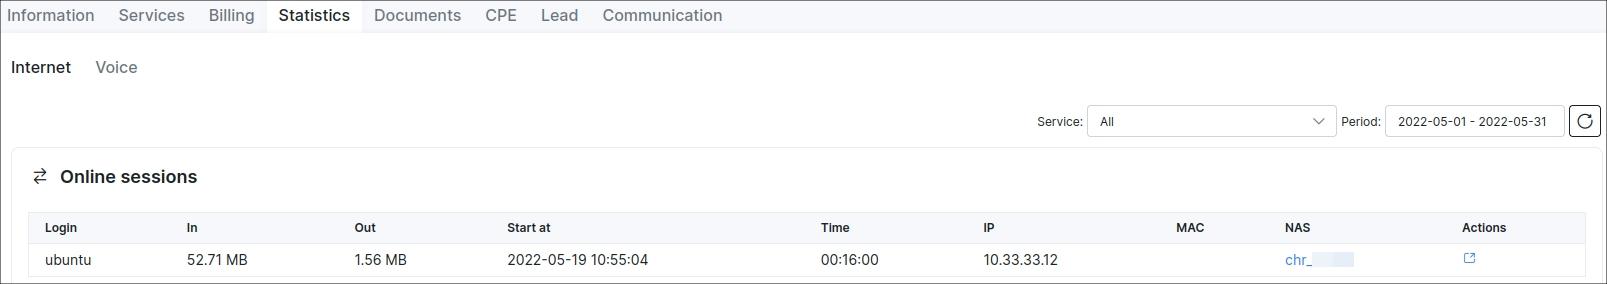 Information Services Billing Statistics Documents CPE Lead Communication
Internet Voice
Service: All Period: 2022-05-01 - 2022-05-31
Online sessions
Login In Out Start at Time IP MAC NAS Actions
ubuntu 52.71 MB 1.56 MB 2022-05-19 10:55:04 00:16:00 10.33.33.12 chr_